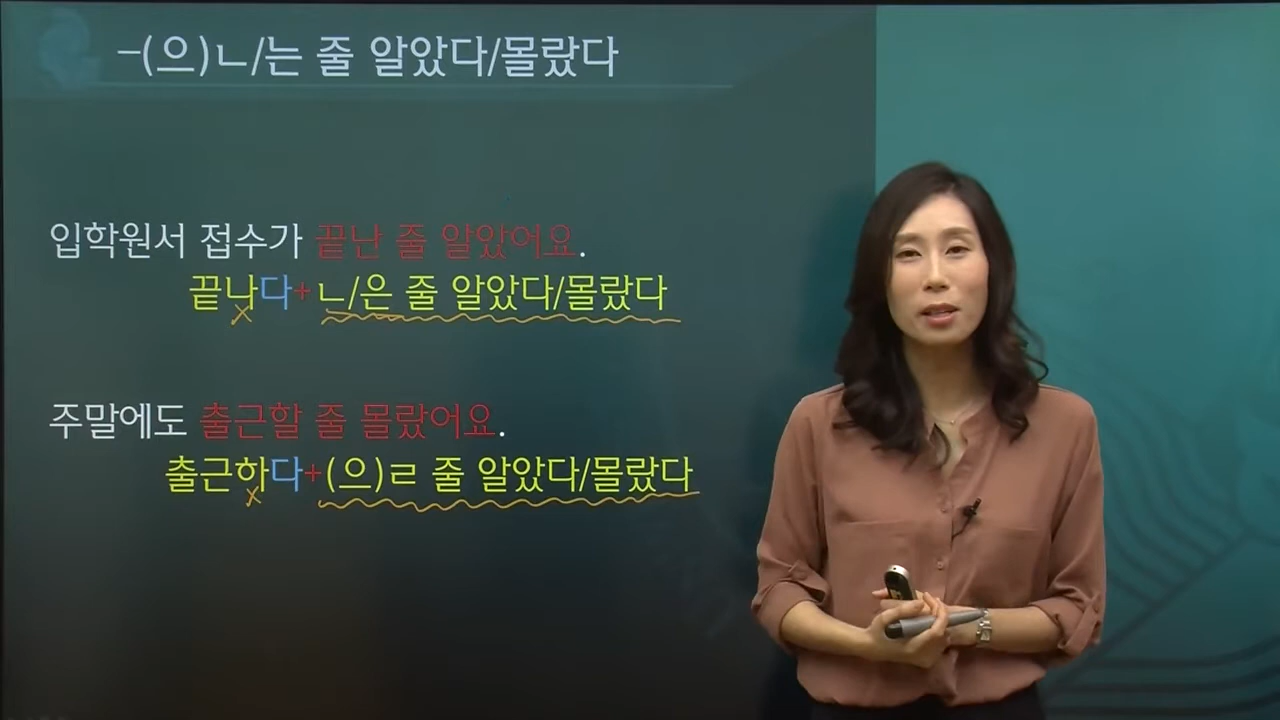 -(으)ㄴ/는 줄 알았다/몰랐다
입학원서 접수가 끝난 줄 알았어요.
끝나다+ㄴ/은 줄 알았다/몰랐다
주말에도 출근할 줄 몰랐어요.
출근하다+(으)ㄹ 줄 알았다/몰랐다